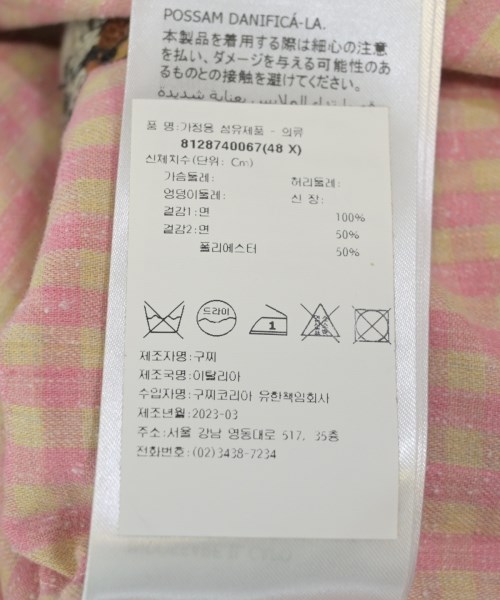 POSSAM DANIFICÁ-LA.
本製品を着用する際は細心の注意
を払い、ダメージを与える可能性のあ
るものとの接触を避けてください。
بعناية شديدة
품 명:가정용 섬유제품 - 의류
8128740067(48 X)
신체치수(단위: Cm)
가슴둘레: 허리둘레:
엉덩이둘레: 신 장:
겉감1:면 100%
겉감2:면 50%
폴리에스터 50%
드라이
1
제조자명:구찌
제조국명:이탈리아
수입자명:구찌코리아 유한책임회사
제조년월:2023-03
주소:서울 강남 영동대로 517, 35층
전화번호:(02)3438-7234